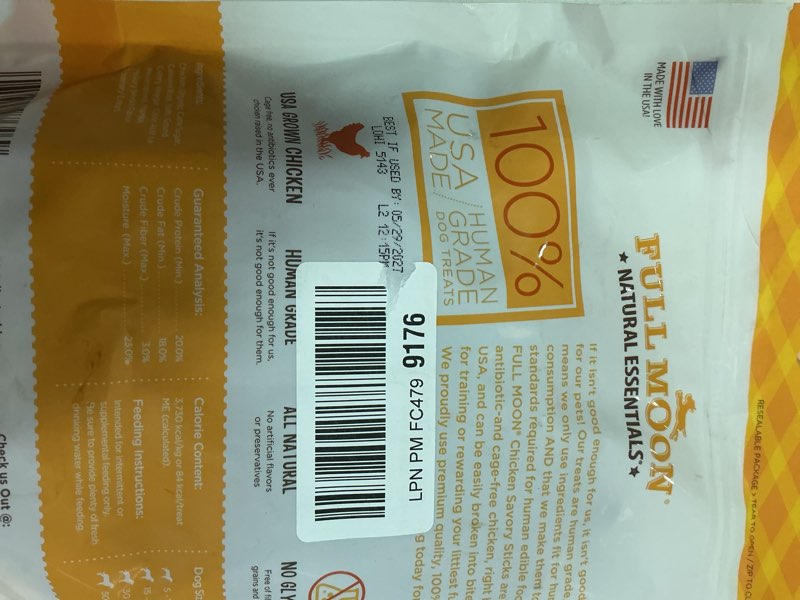 RESEALABLE PACKAGE > TEAR TO OPEN / ZIP TO
MADE WITH LOVE
IN THE USA!
FULL MOON®
★ NATURAL ESSENTIALS™ ★
100%
USA
MADE
HUMAN
GRADE
DOG TREATS
If it isn't good enough for us, it isn't good
for our pets! Our treats are human grade
means we only use ingredients fit for
consumption AND that we make them
standards required for human edible
FULL MOON® Chicken Savory Sticks are
antibiotic-and cage-free chicken, right
USA, and can be easily broken into bite
for training or rewarding your littlest
We proudly use premium quality, 100%
today
BEST IF USED BY: 05/29/2027
LOHI 5143 L2 12:15PM
LPN PM FC479 9176
USA GROWN CHICKEN
Cage free, no antibiotics ever
chicken raised in the USA.
HUMAN GRADE
If it's not good enough for us,
it's not good enough for them.
ALL NATURAL
No artificial flavors
or preservatives
NO
Free of
grains and
Ingredients:
Guaranteed Analysis:
Crude Protein (Min.) 20.0%
Crude Fat (Min.) 18.0%
Crude Fiber (Max.) 3.0%
Moisture (Max.) 23.0%
Calorie Content:
3,750 kcal/kg or 84 kcal/treat
ME (calculated).
Feeding Instructions:
Intended for intermittent or
supplemental feeding only.
Be sure to provide plenty of fresh
drinking water while feeding.
Dog
Check us Out @: